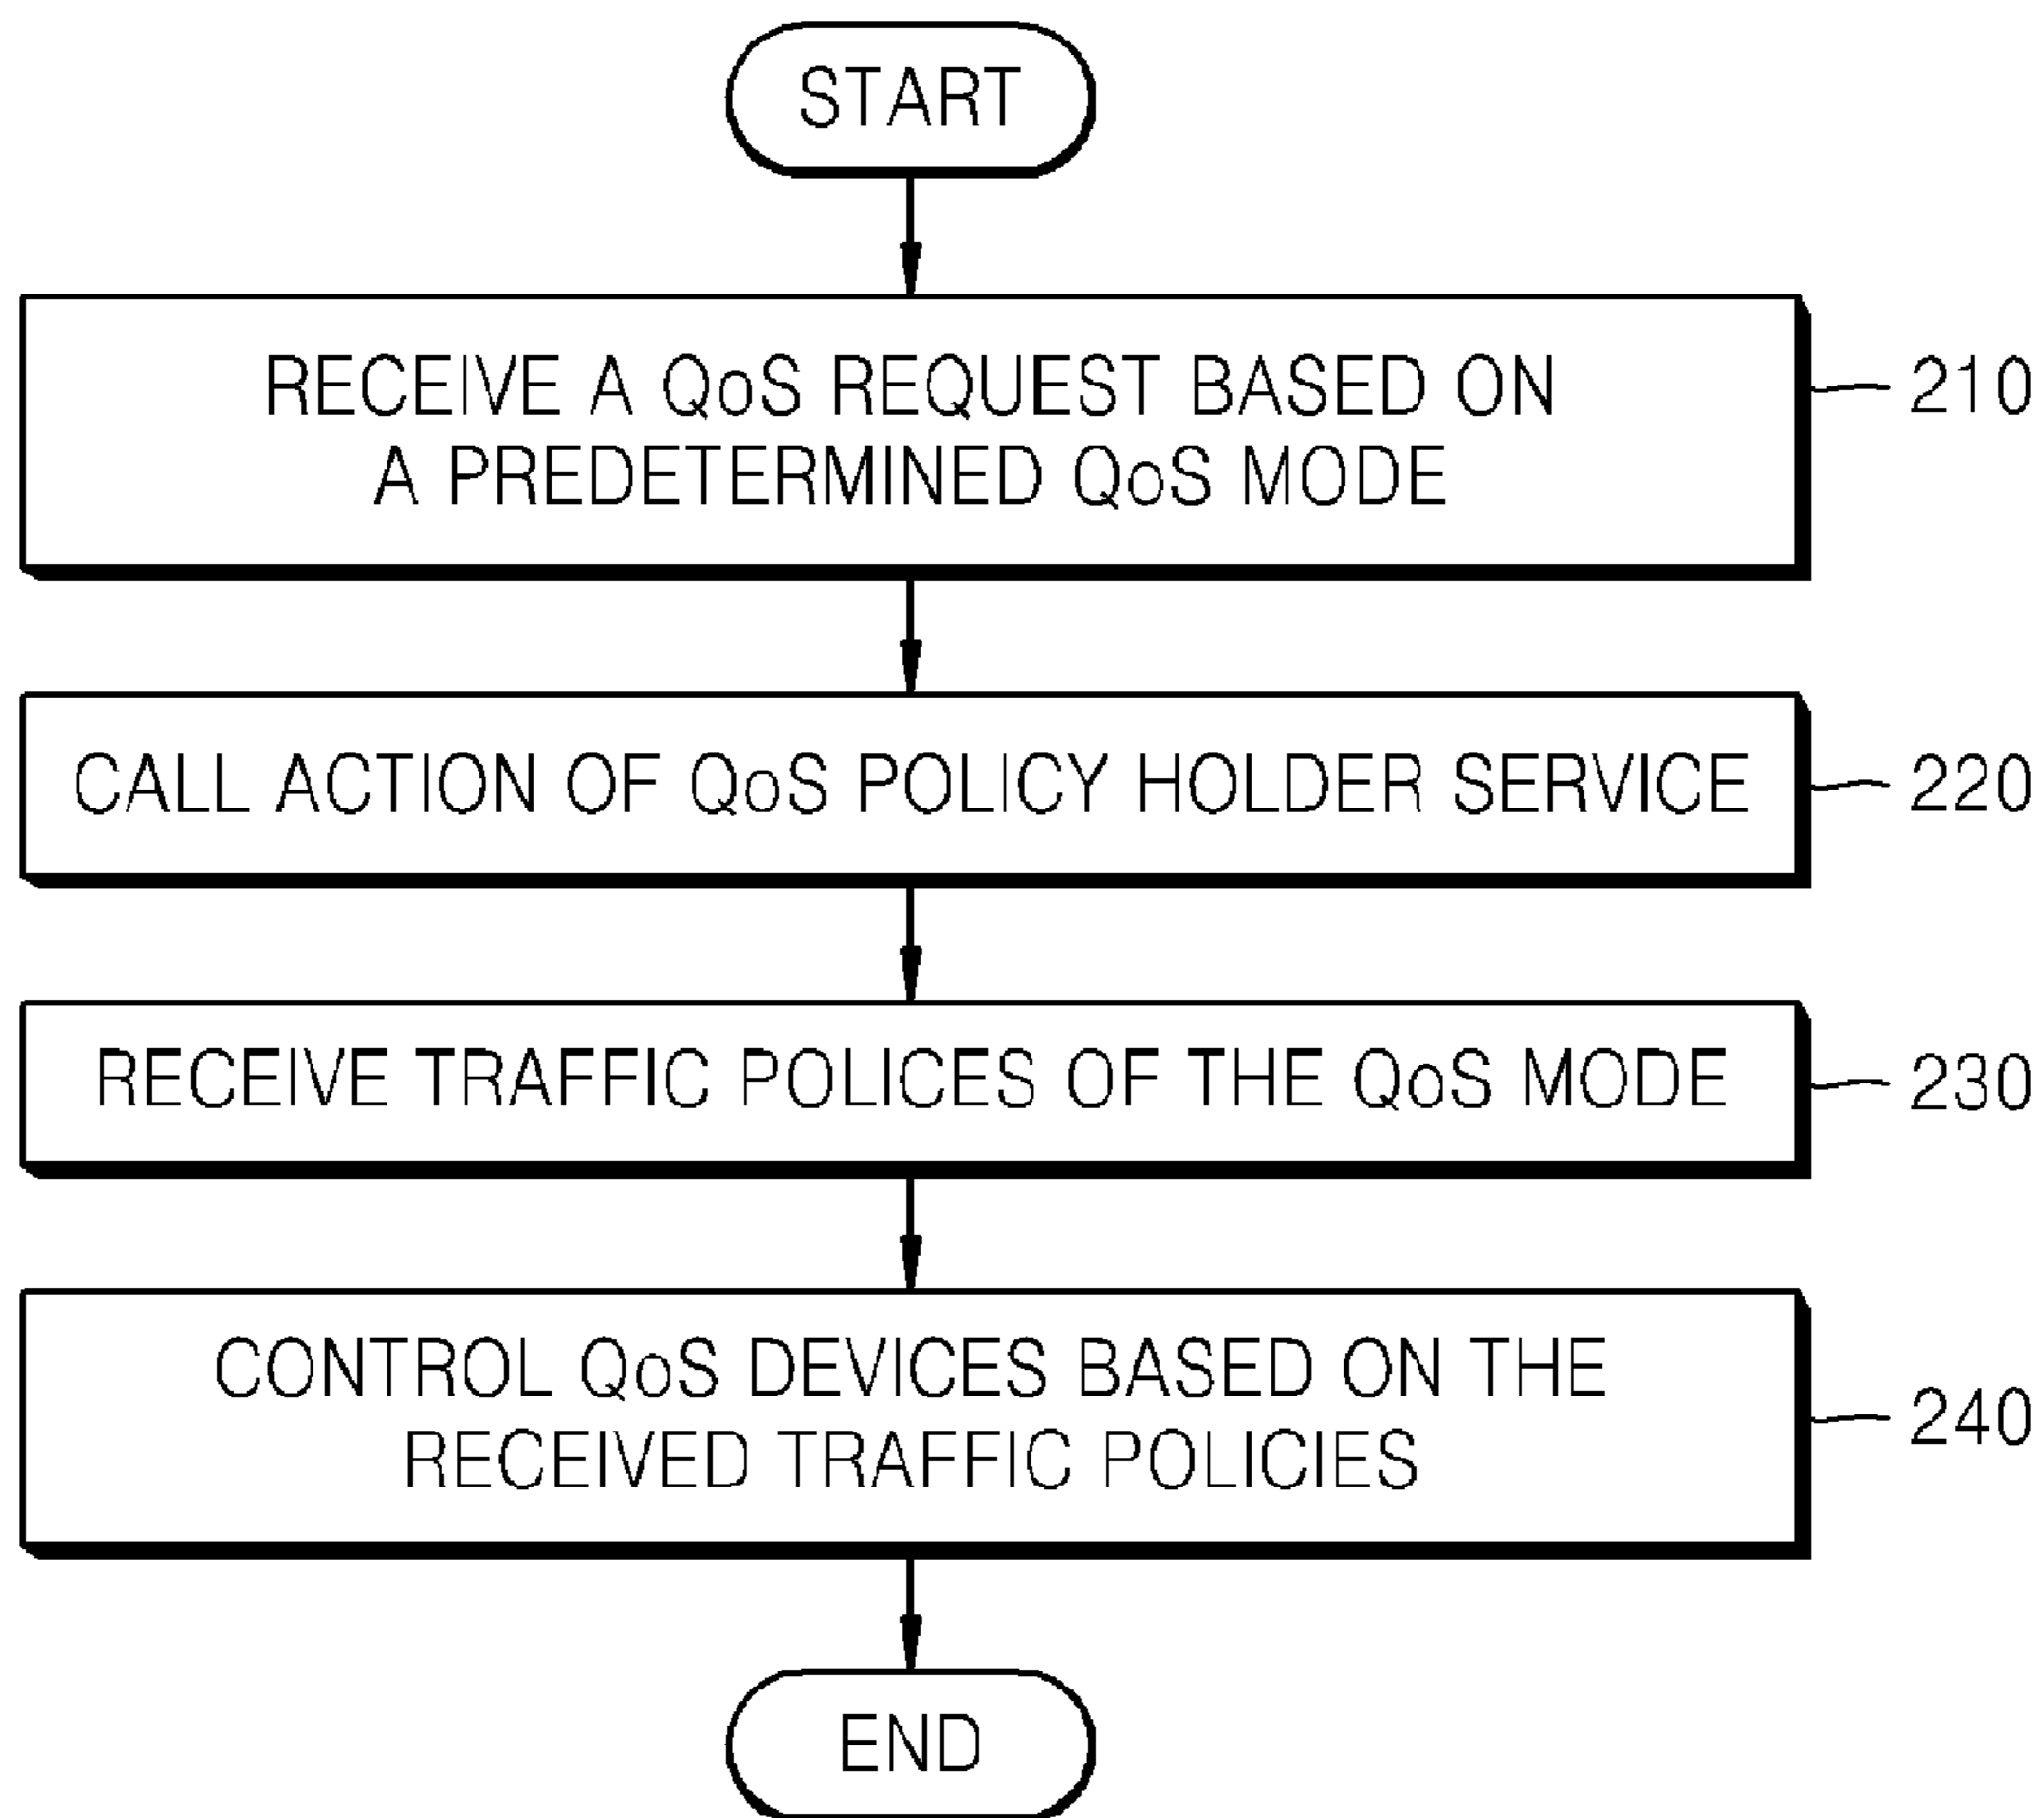 START
RECEIVE A QoS REQUEST BASED ON
A PREDETERMINED QoS MODE
210
CALL ACTION OF QoS POLICY HOLDER SERVICE
220
RECEIVE TRAFFIC POLICES OF THE QoS MODE
230
CONTROL QoS DEVICES BASED ON THE
RECEIVED TRAFFIC POLICIES
240
END